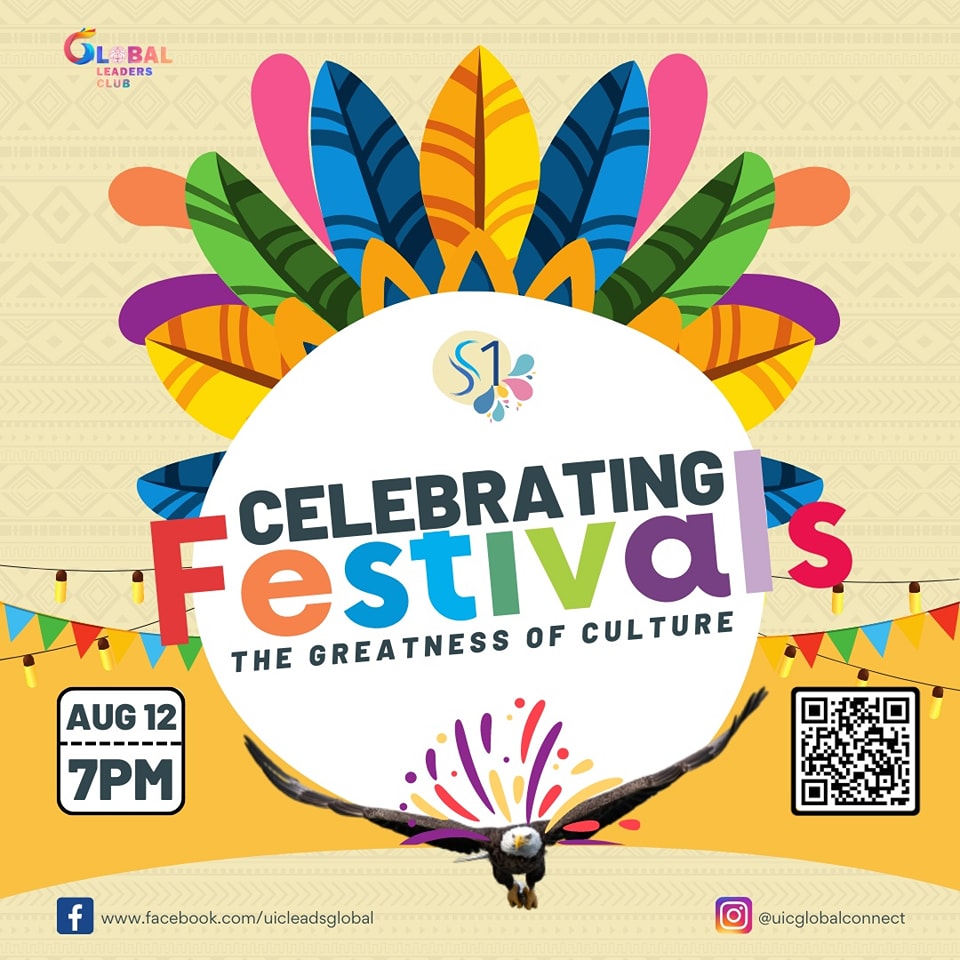 GLOBAL
LEADERS
CLUB
S1
CELEBRATING
Festivals
THE GREATNESS OF CULTURE
AUG 12
7PM
www.facebook.com/uicleadsglobal
@uicglobalconnect